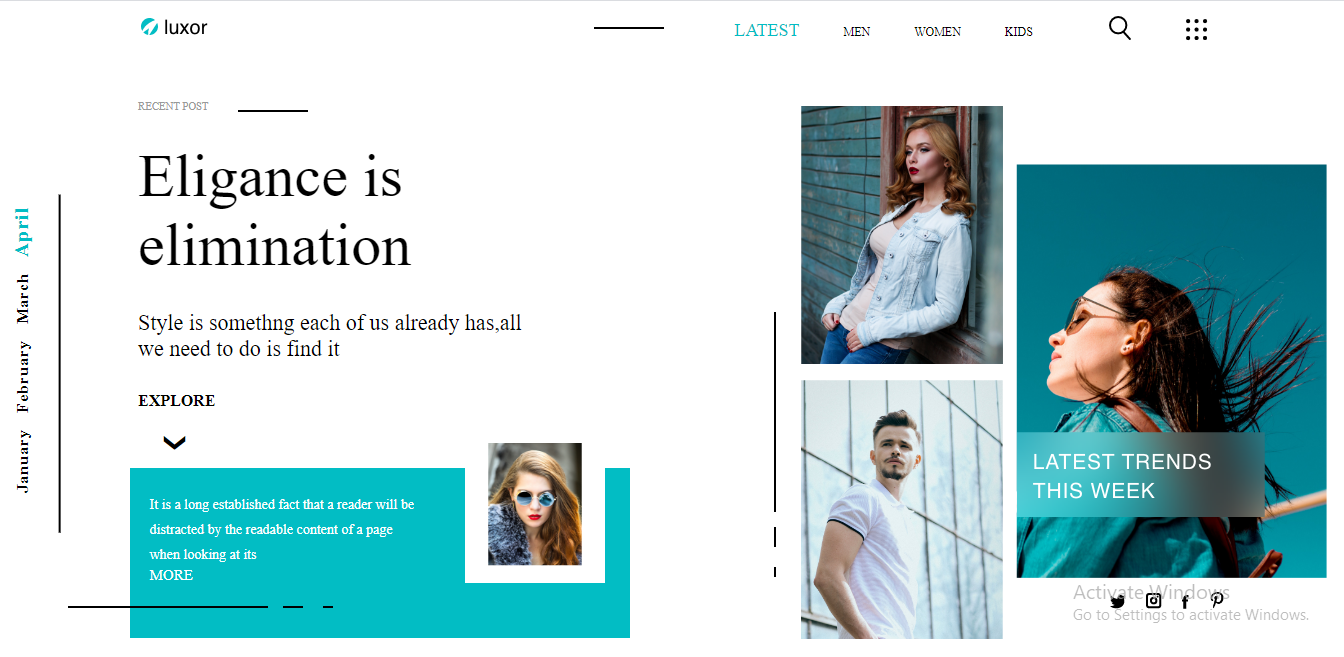 luxor
LATEST
MEN
WOMEN
KIDS
RECENT POST
Eligance is
elimination
Style is somethng each of us already has,all
we need to do is find it
EXPLORE
It is a long established fact that a reader will be
distracted by the readable content of a page
when looking at its
MORE
January February March April
LATEST TRENDS
THIS WEEK
Activate Windows
Go to Settings to activate Windows.